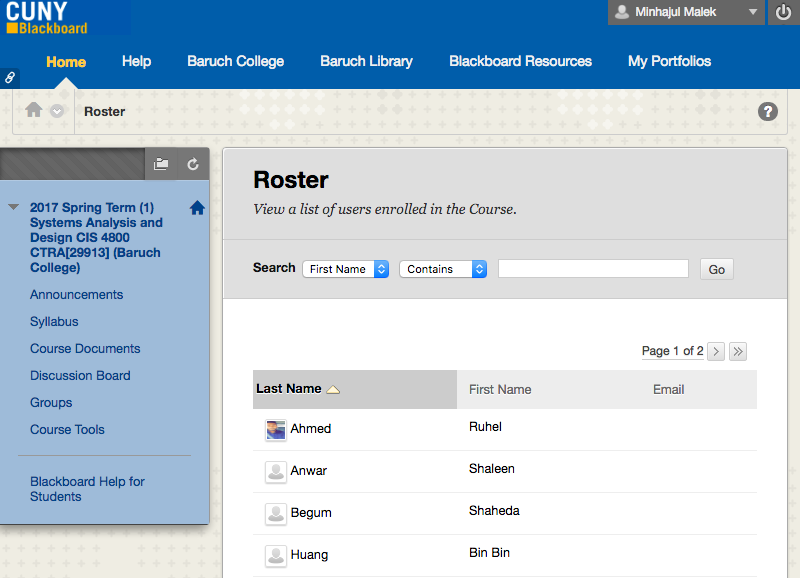 CUNY
Blackboard
Minhajul Malek
Home Help Baruch College Baruch Library Blackboard Resources My Portfolios
Roster
?
2017 Spring Term (1)
Systems Analysis and
Design CIS 4800
CTRA[29913] (Baruch
College)
Announcements
Syllabus
Course Documents
Discussion Board
Groups
Course Tools
Blackboard Help for
Students
Roster
View a list of users enrolled in the Course.
Search First Name Contains Go
Page 1 of 2 > >>
Last Name First Name Email
Ahmed Ruhel
Anwar Shaleen
Begum Shaheda
Huang Bin Bin